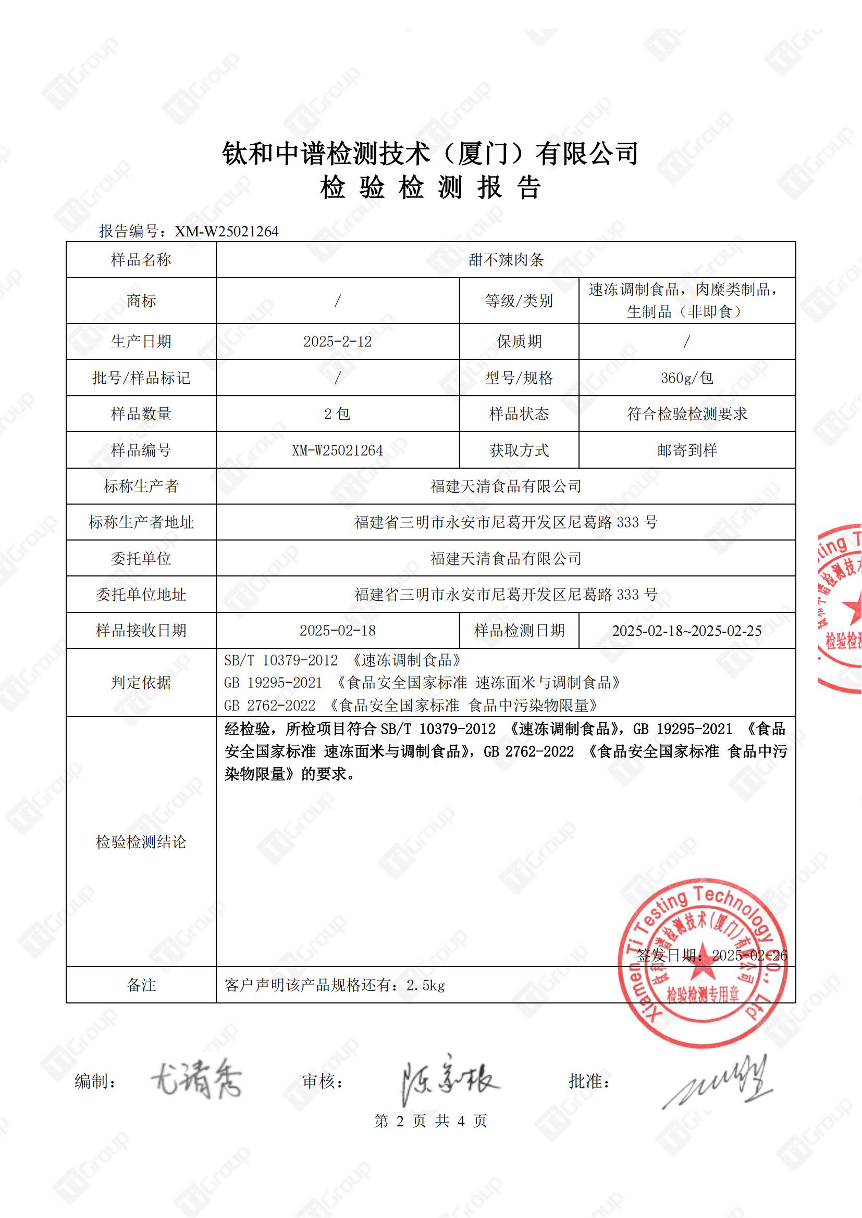 钛和中谱检测技术（厦门）有限公司
检 验 检 测 报 告
报告编号：XM-W25021264
样品名称 甜不辣肉条
商标 / 等级/类别 速冻调制食品，肉糜类制品，
生制品（非即食）
生产日期 2025-2-12 保质期 /
批号/样品标记 / 型号/规格 360g/包
样品数量 2 包 样品状态 符合检验检测要求
样品编号 XM-W25021264 获取方式 邮寄到样
标称生产者 福建天清食品有限公司
标称生产者地址 福建省三明市永安市尼葛开发区尼葛路 333 号
委托单位 福建天清食品有限公司
委托单位地址 福建省三明市永安市尼葛开发区尼葛路 333 号
样品接收日期 2025-02-18 样品检测日期 2025-02-18~2025-02-25
判定依据
SB/T 10379-2012 《速冻调制食品》
GB 19295-2021 《食品安全国家标准 速冻面米与调制食品》
GB 2762-2022 《食品安全国家标准 食品中污染物限量》
检验检测结论
经检验，所检项目符合 SB/T 10379-2012 《速冻调制食品》，GB 19295-2021 《食品
安全国家标准 速冻面米与调制食品》，GB 2762-2022 《食品安全国家标准 食品中污
染物限量》的要求。
签发日期：2025-02-26
Xiamen Ti Testing Technology CO., Ltd
钛和中谱检测技术（厦门）有限公司
检验检测专用章
备注 客户声明该产品规格还有：2.5kg
编制： 尤清秀 审核： 批准：
第 2 页 共 4 页
TiGroup